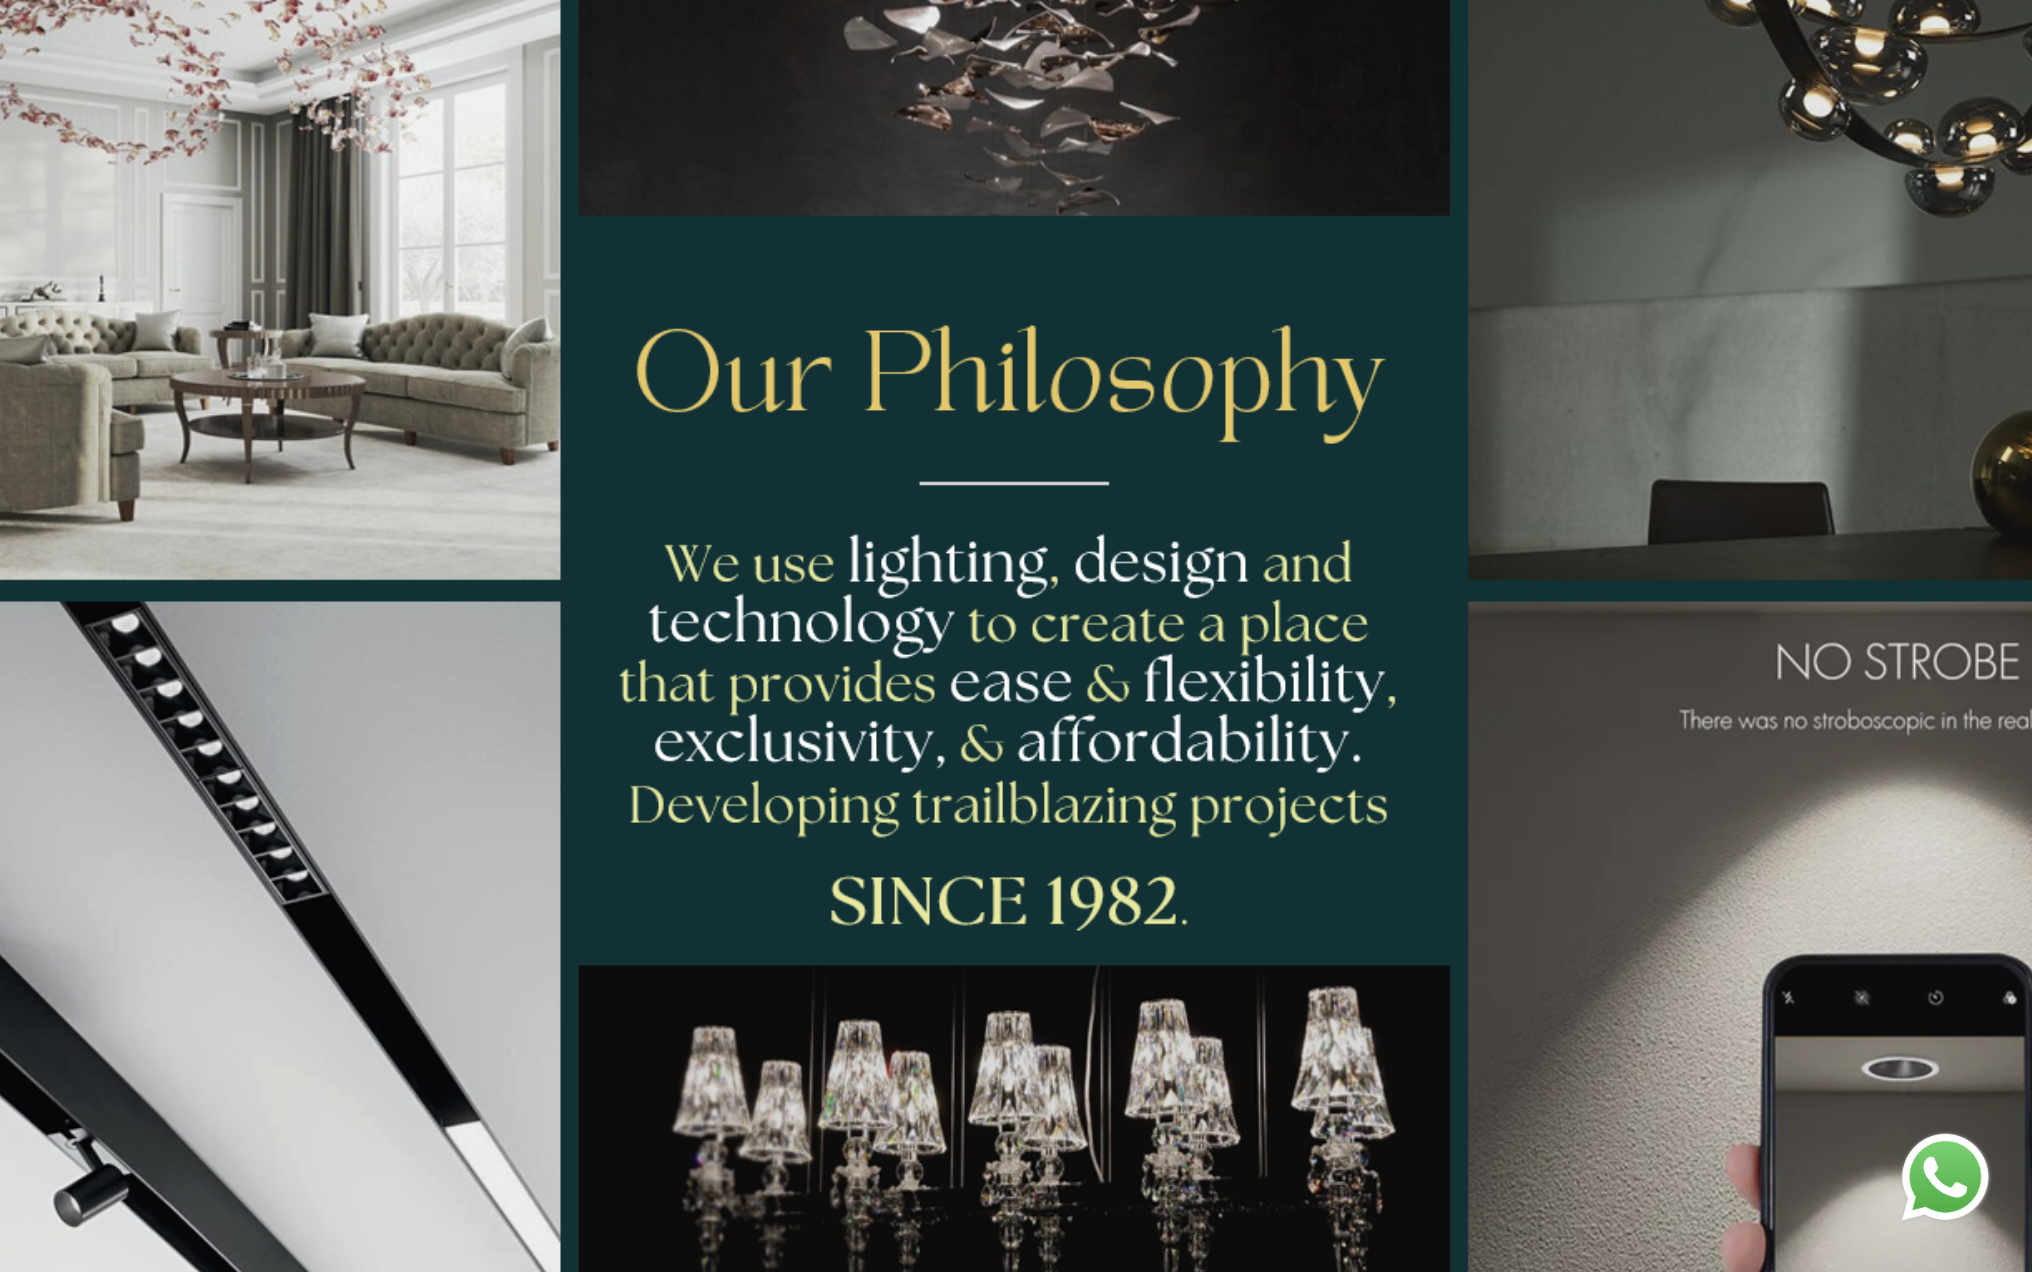 Our Philosophy
We use lighting, design and
technology to create a place
that provides ease & flexibility,
exclusivity, & affordability.
Developing trailblazing projects
SINCE 1982.
NO STROBE
There was no stroboscopic in the real